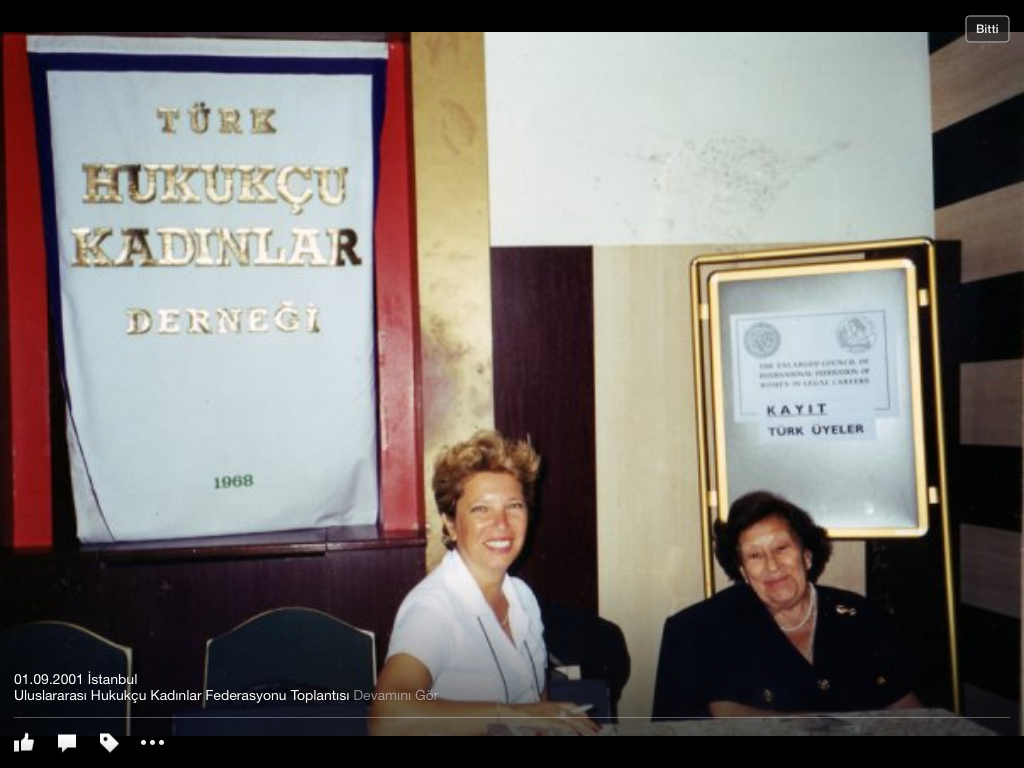 Bitti
TÜRK
HUKUKÇU
KADINLAR
DERNEĞİ
1968
THE ENLARGED COUNCIL OF
INTERNATIONAL FEDERATION OF
WOMEN IN LEGAL CAREERS
KAYIT
TÜRK ÜYELER
01.09.2001 İstanbul
Uluslararası Hukukçu Kadınlar Federasyonu Toplantısı Devamını Gör